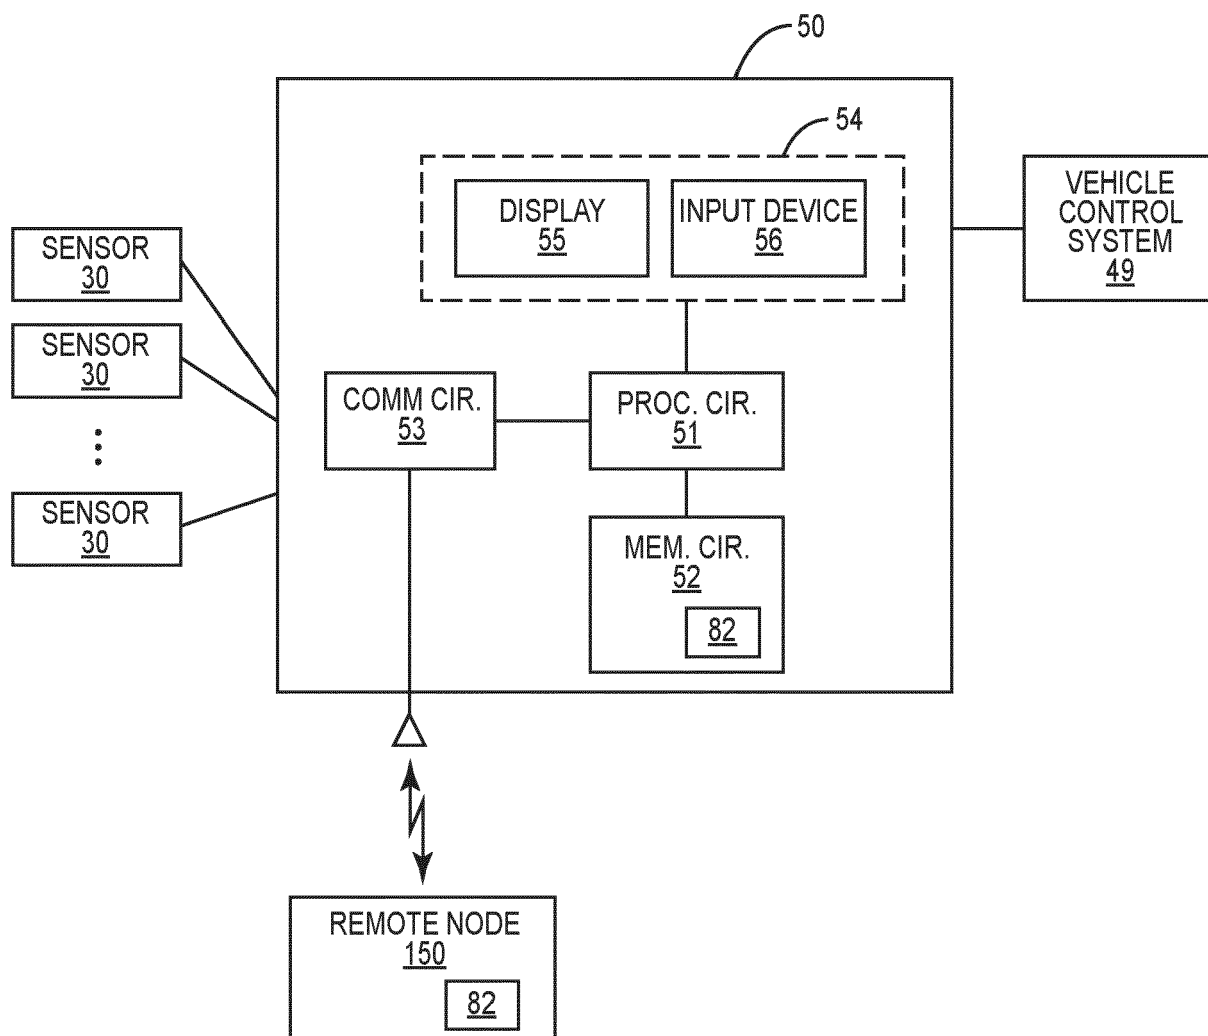 50
54
DISPLAY
55
INPUT DEVICE
56
VEHICLE
CONTROL
SYSTEM
49
SENSOR
30
SENSOR
30
SENSOR
30
COMM CIR.
53
PROC. CIR.
51
MEM. CIR.
52
82
REMOTE NODE
150
82